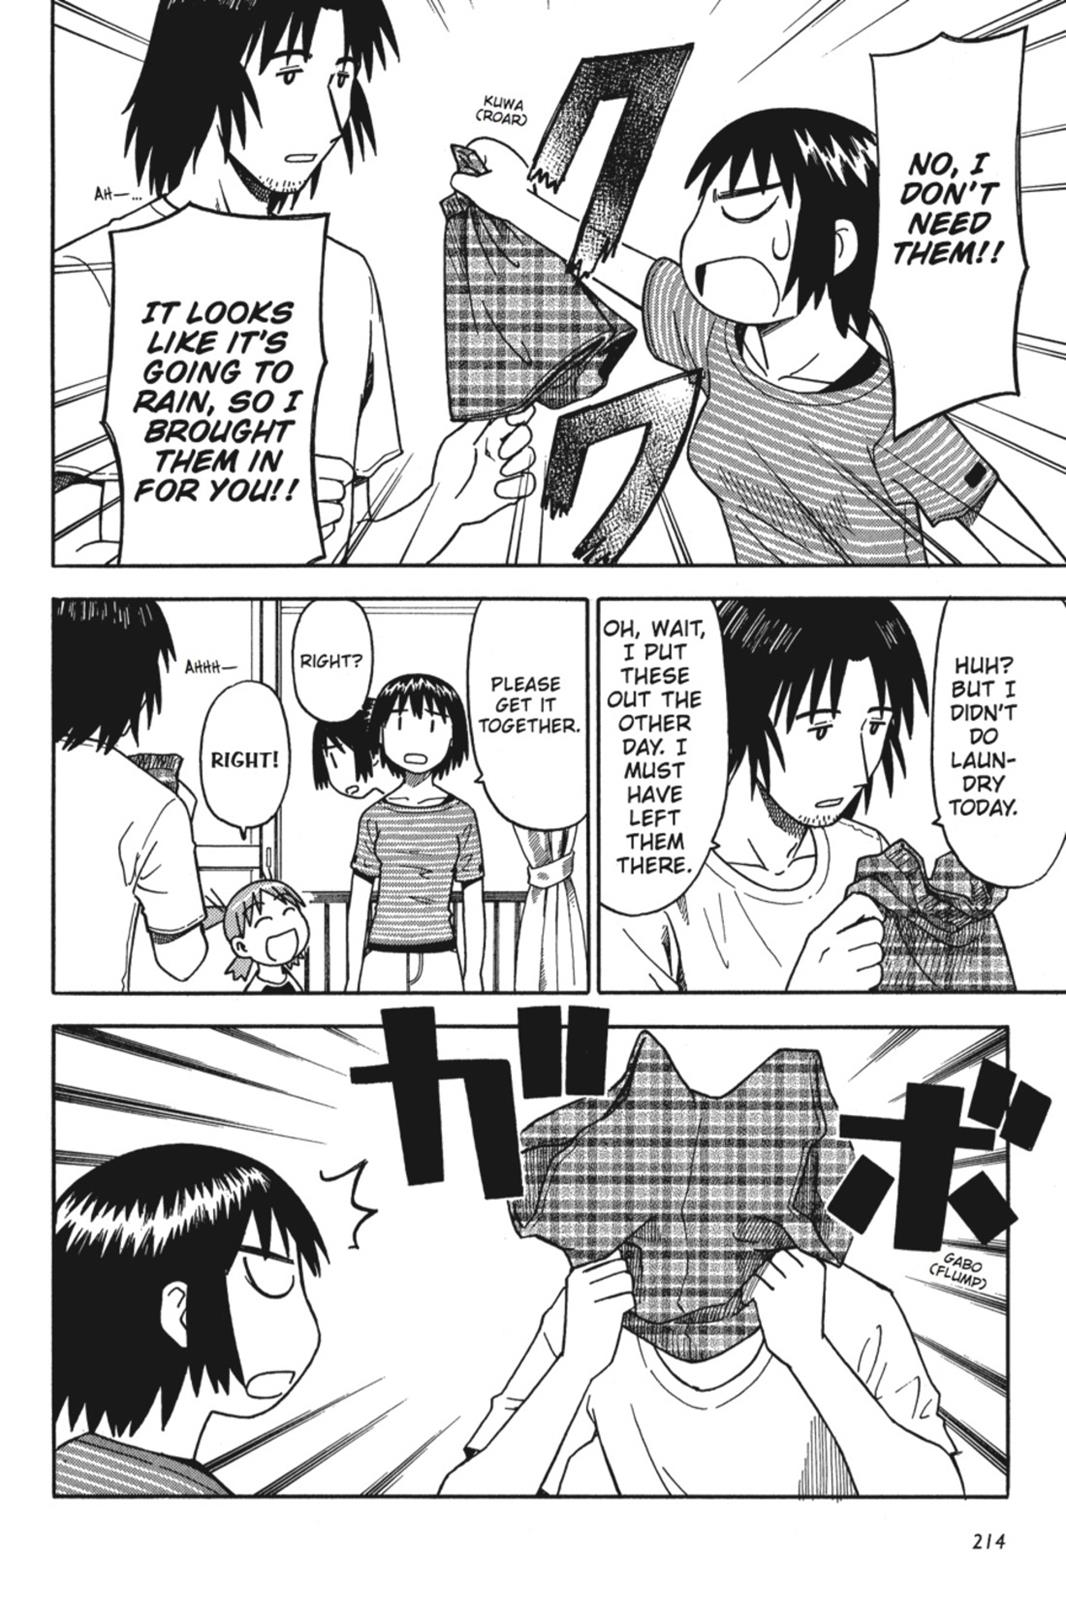 NO, I
DON'T
NEED
THEM!!
ク
ワ
KUWA
(ROAR)
AH—...
IT LOOKS
LIKE IT'S
GOING TO
RAIN, SO I
BROUGHT
THEM IN
FOR YOU!!
HUH?
BUT I
DIDN'T
DO
LAUN-
DRY
TODAY.
OH, WAIT,
I PUT
THESE
OUT THE
OTHER
DAY. I
MUST
HAVE
LEFT
THEM
THERE.
PLEASE
GET IT
TOGETHER.
RIGHT?
RIGHT!
AHHH—
ガ
ボ
GABO
(FLUMP)
214